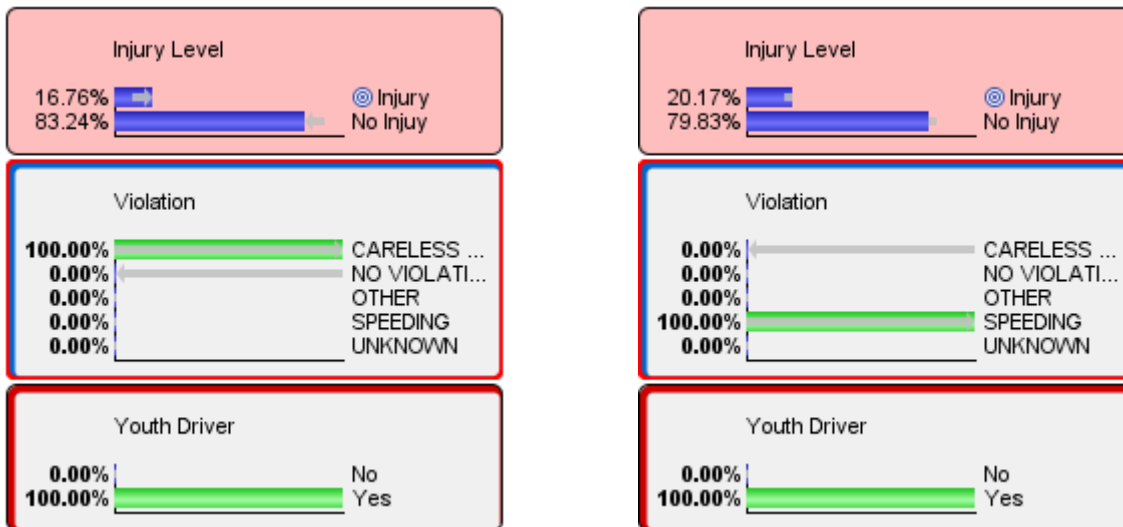 Injury Level
16.76% Injury
83.24% No Injuy
Violation
100.00% CARELESS ...
0.00% NO VIOLATI...
0.00% OTHER
0.00% SPEEDING
0.00% UNKNOWN
Youth Driver
0.00% No
100.00% Yes
Injury Level
20.17% Injury
79.83% No Injuy
Violation
0.00% CARELESS ...
0.00% NO VIOLATI...
0.00% OTHER
100.00% SPEEDING
0.00% UNKNOWN
Youth Driver
0.00% No
100.00% Yes